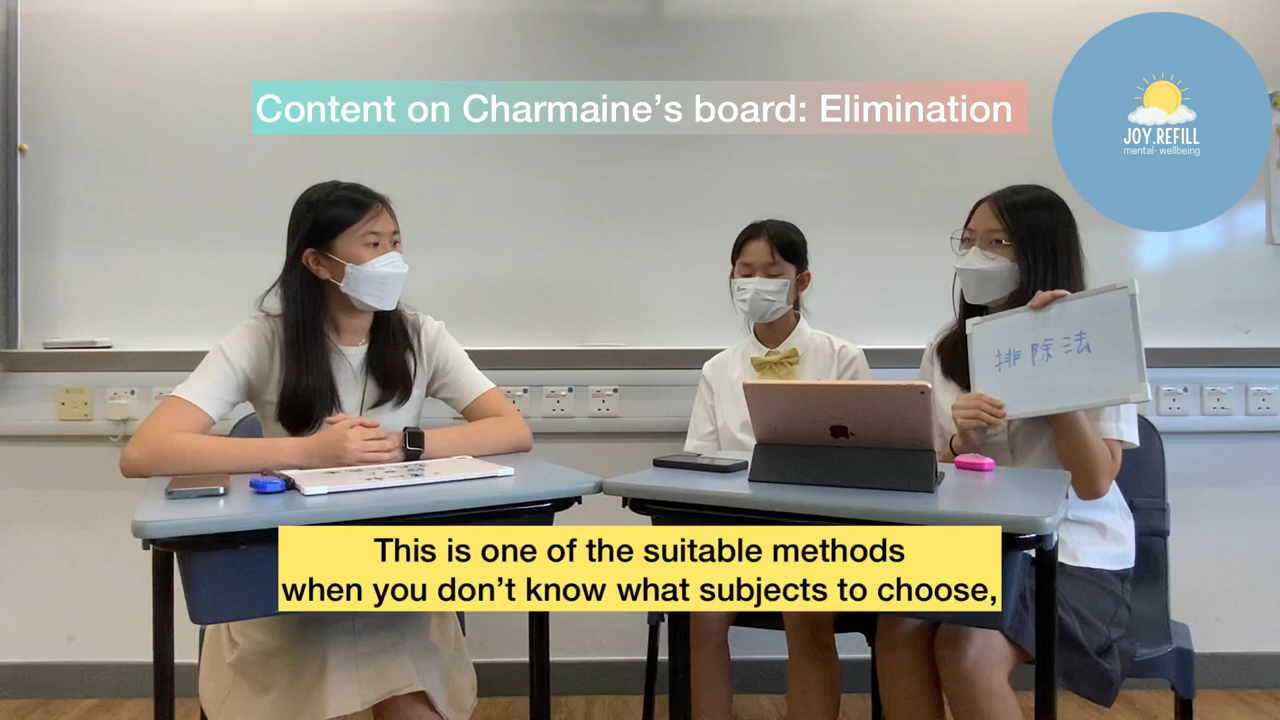 Content on Charmaine's board: Elimination
JOY.REFILL
mental- wellbeing
排除法
This is one of the suitable methods
when you don't know what subjects to choose,